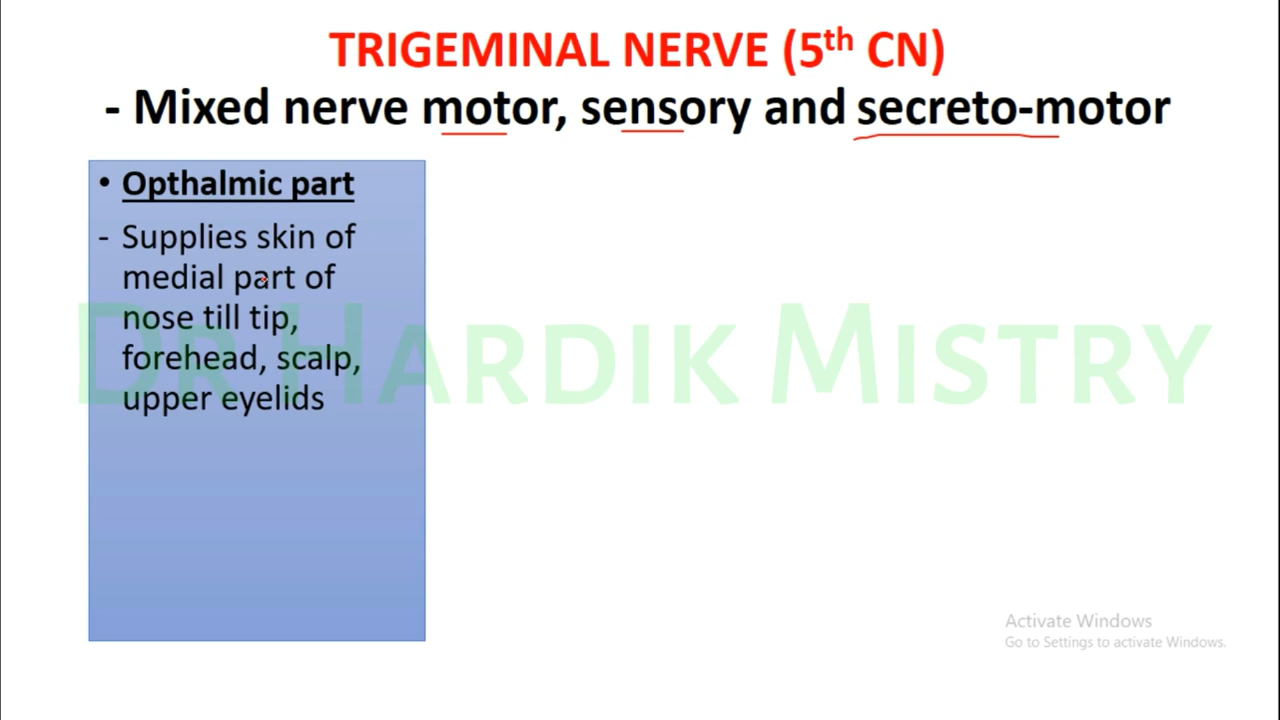 TRIGEMINAL NERVE (5th CN)
- Mixed nerve motor, sensory and secreto-motor
• Opthalmic part
- Supplies skin of
medial part of
nose till tip,
forehead, scalp,
upper eyelids
DR HARDIK MISTRY
Activate Windows
Go to Settings to activate Windows.